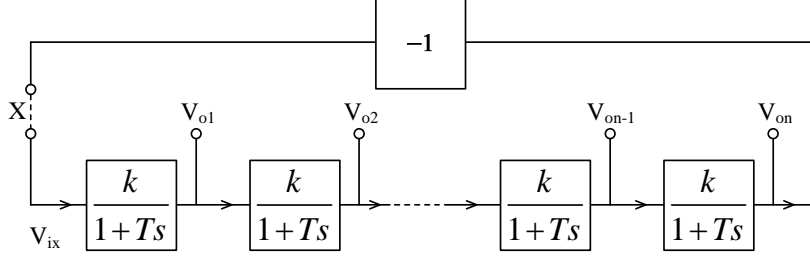 −1
X
V_o1
V_o2
V_on-1
V_on
k
1+Ts
k
1+Ts
k
1+Ts
k
1+Ts
V_ix